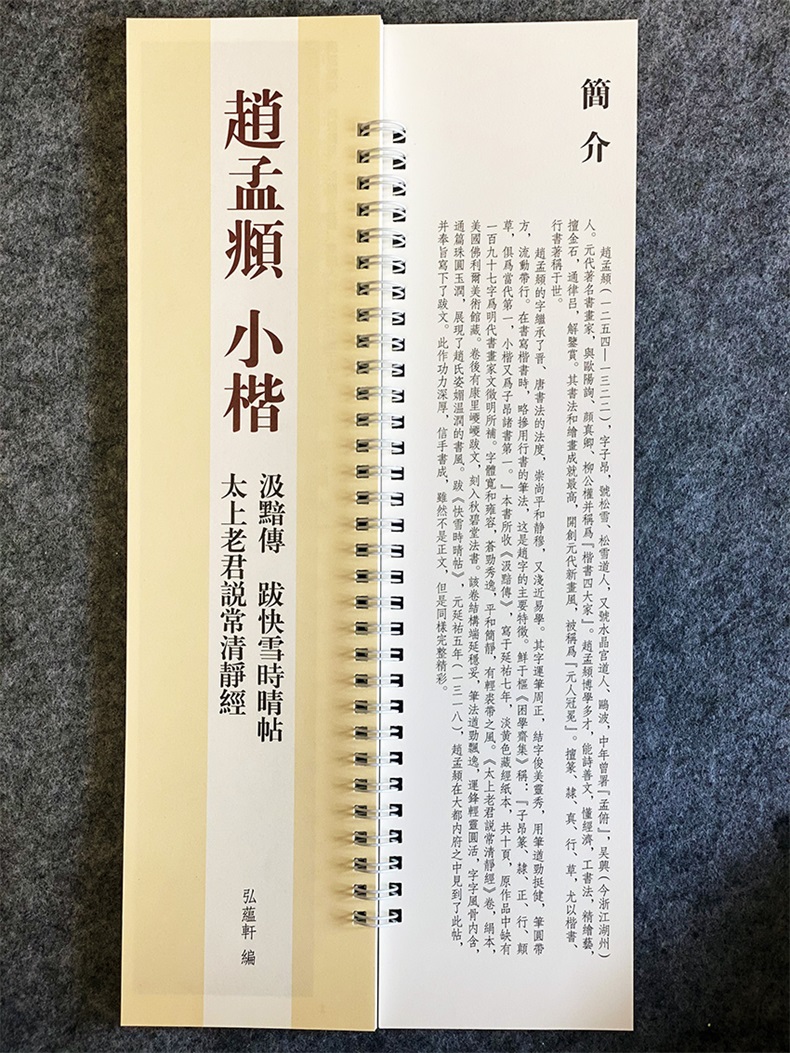 趙孟頫 小楷
汲黯傳 跋快雪時晴帖
太上老君説常清靜經
弘蘊軒 編
簡介
趙孟頫(一二五四—一三二二),字子昂,號松雪、松雪道人,又號水晶宮道人、鷗波,中年曾署『孟俯』,吴興(今浙江湖州)
人。元代著名書畫家,與歐陽詢、顔真卿、柳公權并稱爲『楷書四大家』。趙孟頫博學多才,能詩善文,懂經濟,工書法,精繪藝,
擅金石,通律吕,解鑒賞。其書法和繪畫成就最高,開創元代新畫風,被稱爲『元人冠冕』。擅篆、隸、真、行、草,尤以楷書、
行書著稱于世。
趙孟頫的字繼承了晋、唐書法的法度,崇尚平和静穆,又淺近易學。其字運筆周正,結字俊美靈秀,用筆遒勁挺健,筆圓帶
方,流動帶行。在書寫楷書時,略摻用行書的筆法,这是趙字的主要特徵。鮮于樞《困學齋集》稱:『子昂篆、隸、正、行、顛
草,俱爲當代第一,小楷又爲子昂諸書第一。』本書所收《汲黯傳》,寫于延祐七年,淡黄色藏經紙本,共十頁,原作品中缺有
一百九十七字爲明代書畫家文徵明所補。字體寬和雍容,蒼勁秀逸,平和簡静,有輕裘帶之風。《太上老君説常清静經》卷,絹本,
美國佛利爾美術館藏。卷後有康里巎巎跋文,刻入秋碧堂法書。該卷結構端延穩妥,筆法遒勁飄逸,運鋒輕靈圓活,字字風骨内含,
通篇珠圓玉潤,展現了趙氏姿媚温潤的書風。跋《快雪時晴帖》,元延祐五年(一三一八),趙孟頫在大都内府之中見到了此帖,
并奉旨寫下了跋文。此作功力深厚,信手書成,雖然不是正文,但是同樣完整精彩。